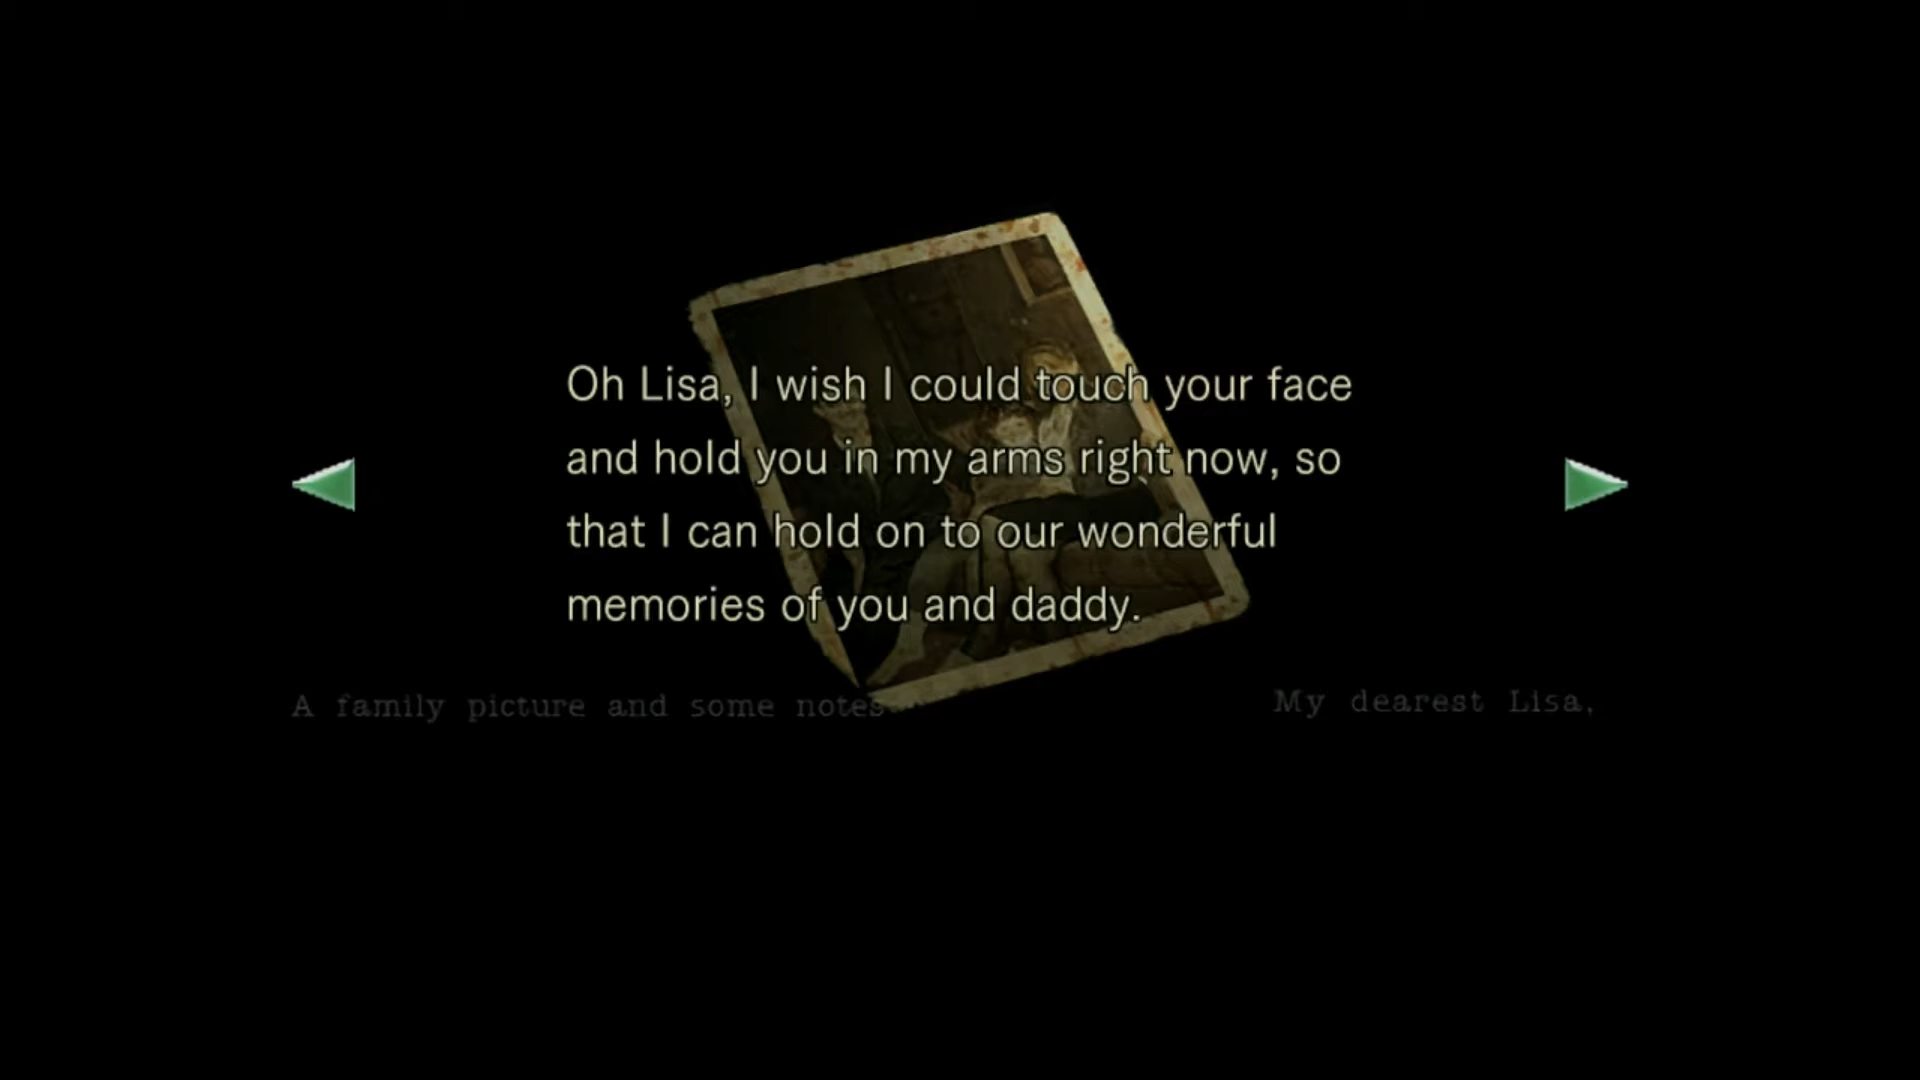 Oh Lisa, I wish I could touch your face
and hold you in my arms right now, so
that I can hold on to our wonderful
memories of you and daddy.
A family picture and some notes
My dearest Lisa,